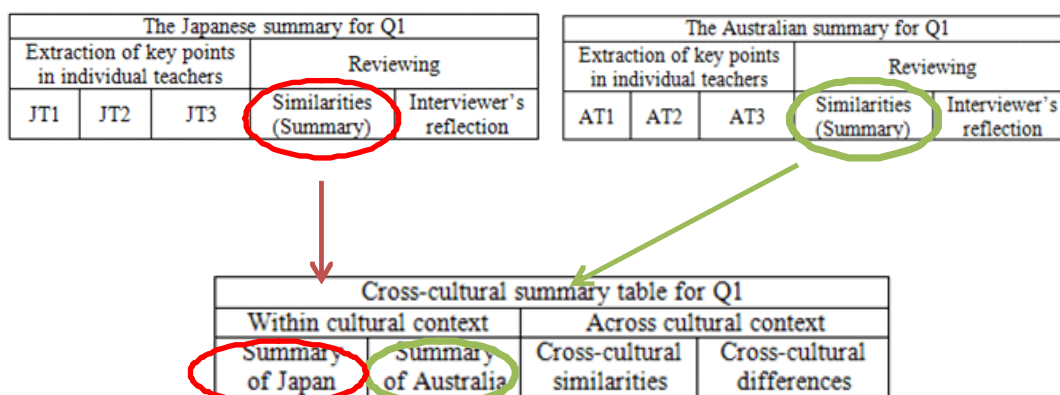 The Japanese summary for Q1
Extraction of key points
in individual teachers
Reviewing
JT1
JT2
JT3
Similarities
(Summary)
Interviewer's
reflection
The Australian summary for Q1
Extraction of key points
in individual teachers
Reviewing
AT1
AT2
AT3
Similarities
(Summary)
Interviewer's
reflection
Cross-cultural summary table for Q1
Within cultural context
Across cultural context
Summary
of Japan
Summary
of Australia
Cross-cultural
similarities
Cross-cultural
differences